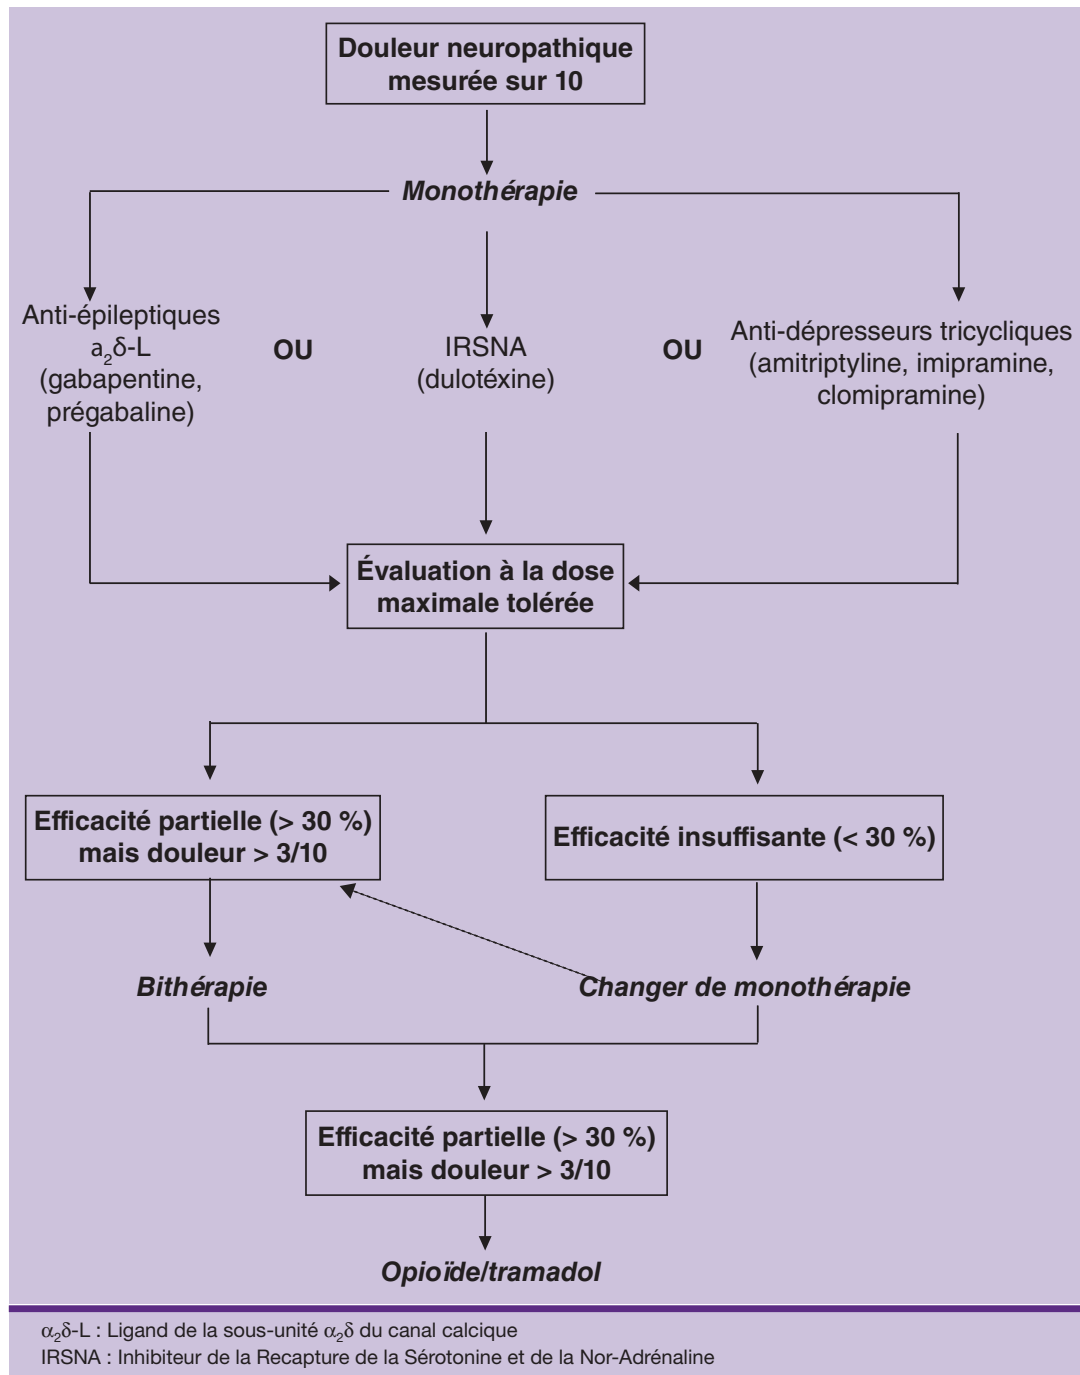 Douleur neuropathique
mesurée sur 10
Monothérapie
Anti-épileptiques
a₂δ-L
(gabapentine,
prégabaline)
OU
IRSNA
(dulotéxine)
OU
Anti-dépresseurs tricycliques
(amitriptyline, imipramine,
clomipramine)
Évaluation à la dose
maximale tolérée
Efficacité partielle (> 30 %)
mais douleur > 3/10
Efficacité insuffisante (< 30 %)
Bithérapie
Changer de monothérapie
Efficacité partielle (> 30 %)
mais douleur > 3/10
Opioïde/tramadol
α₂δ-L : Ligand de la sous-unité α₂δ du canal calcique
IRSNA : Inhibiteur de la Recapture de la Sérotonine et de la Nor-Adrénaline